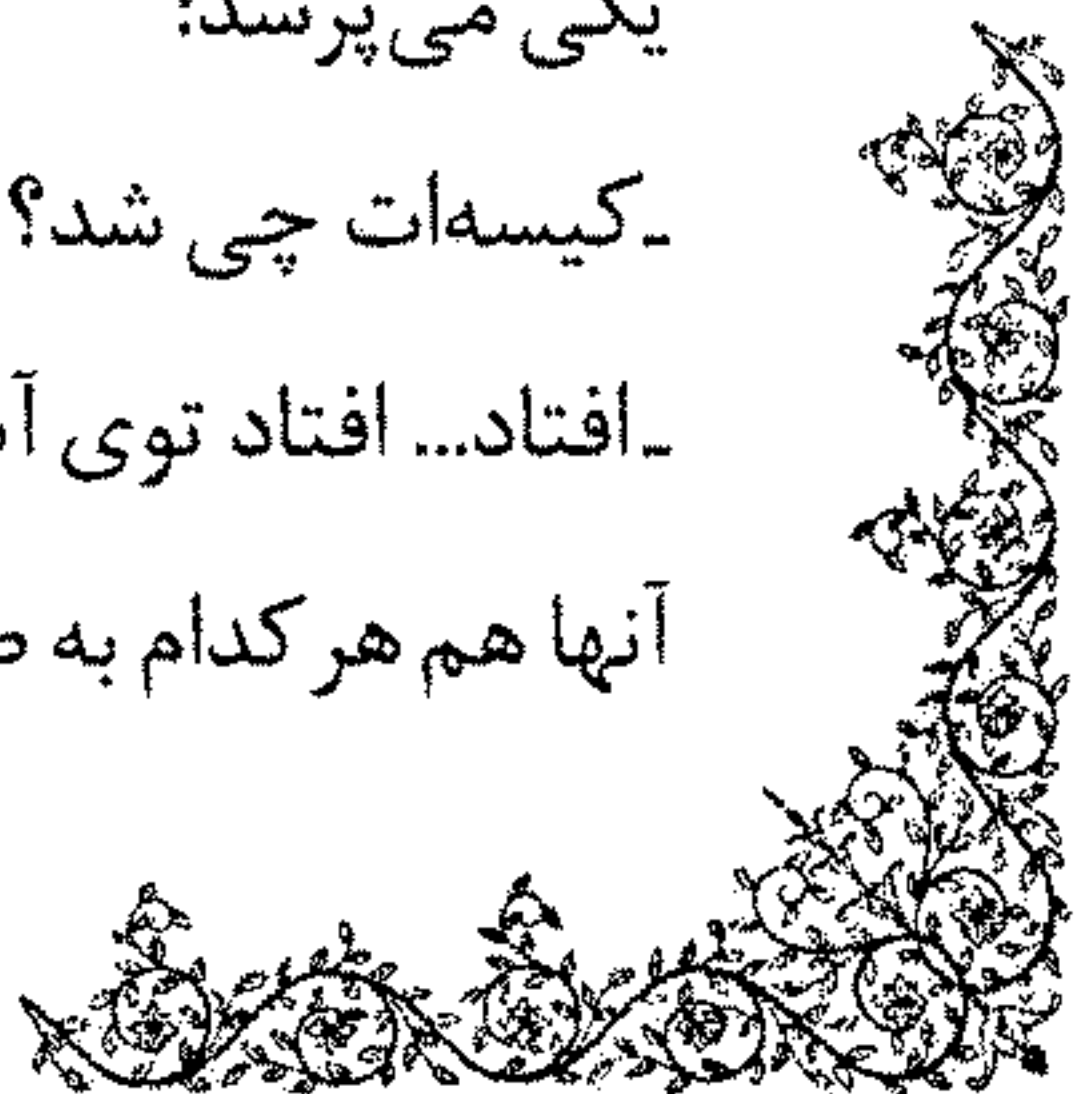 یکی می‌پرسد:
ـ کیسه‌ات چی شد؟
ـ افتاد... افتاد توی
آنها هم هر کدام به